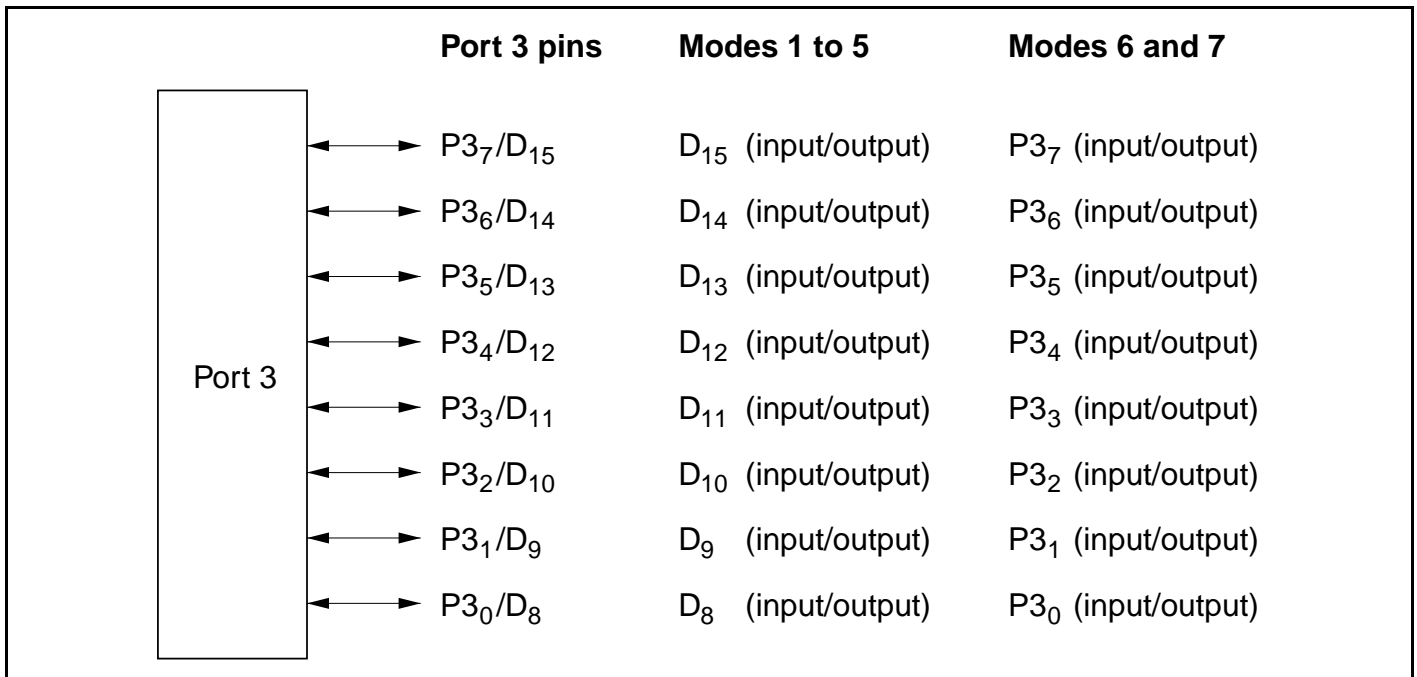 Port 3 pins Modes 1 to 5 Modes 6 and 7
P3₇/D₁₅ D₁₅ (input/output) P3₇ (input/output)
P3₆/D₁₄ D₁₄ (input/output) P3₆ (input/output)
P3₅/D₁₃ D₁₃ (input/output) P3₅ (input/output)
P3₄/D₁₂ D₁₂ (input/output) P3₄ (input/output)
Port 3
P3₃/D₁₁ D₁₁ (input/output) P3₃ (input/output)
P3₂/D₁₀ D₁₀ (input/output) P3₂ (input/output)
P3₁/D₉ D₉ (input/output) P3₁ (input/output)
P3₀/D₈ D₈ (input/output) P3₀ (input/output)